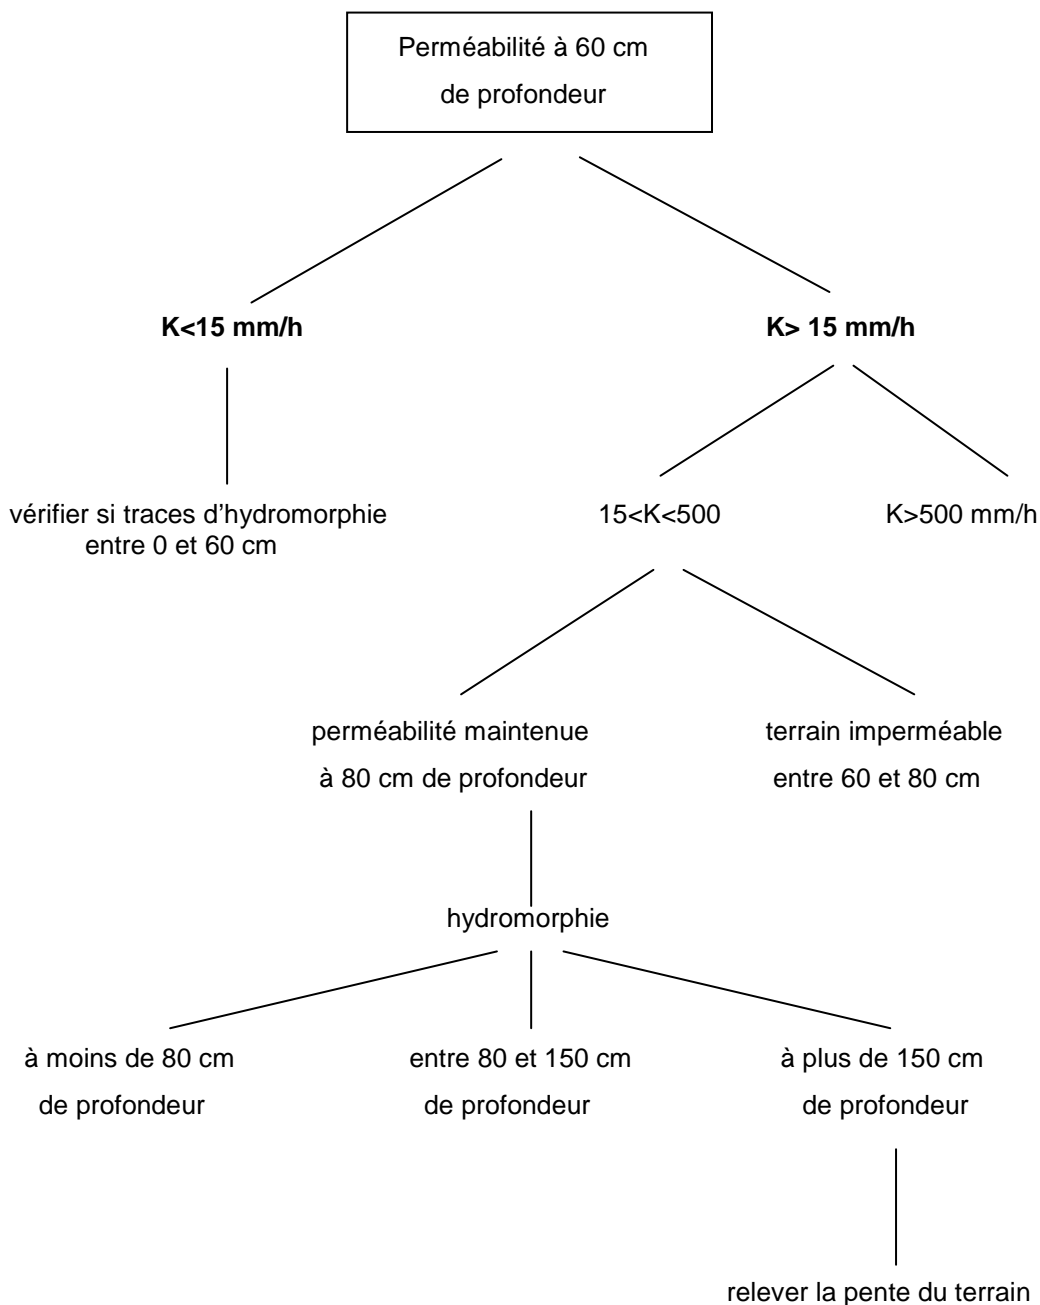 Perméabilité à 60 cm
de profondeur
K<15 mm/h
K> 15 mm/h
vérifier si traces d'hydromorphie
entre 0 et 60 cm
15<K<500
K>500 mm/h
perméabilité maintenue
à 80 cm de profondeur
terrain imperméable
entre 60 et 80 cm
hydromorphie
à moins de 80 cm
de profondeur
entre 80 et 150 cm
de profondeur
à plus de 150 cm
de profondeur
relever la pente du terrain